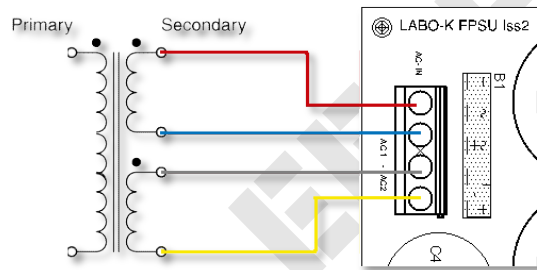 Primary
Secondary
LABO-K FPSU Iss2
AC-IN
B1
AC1 - AC2
C4